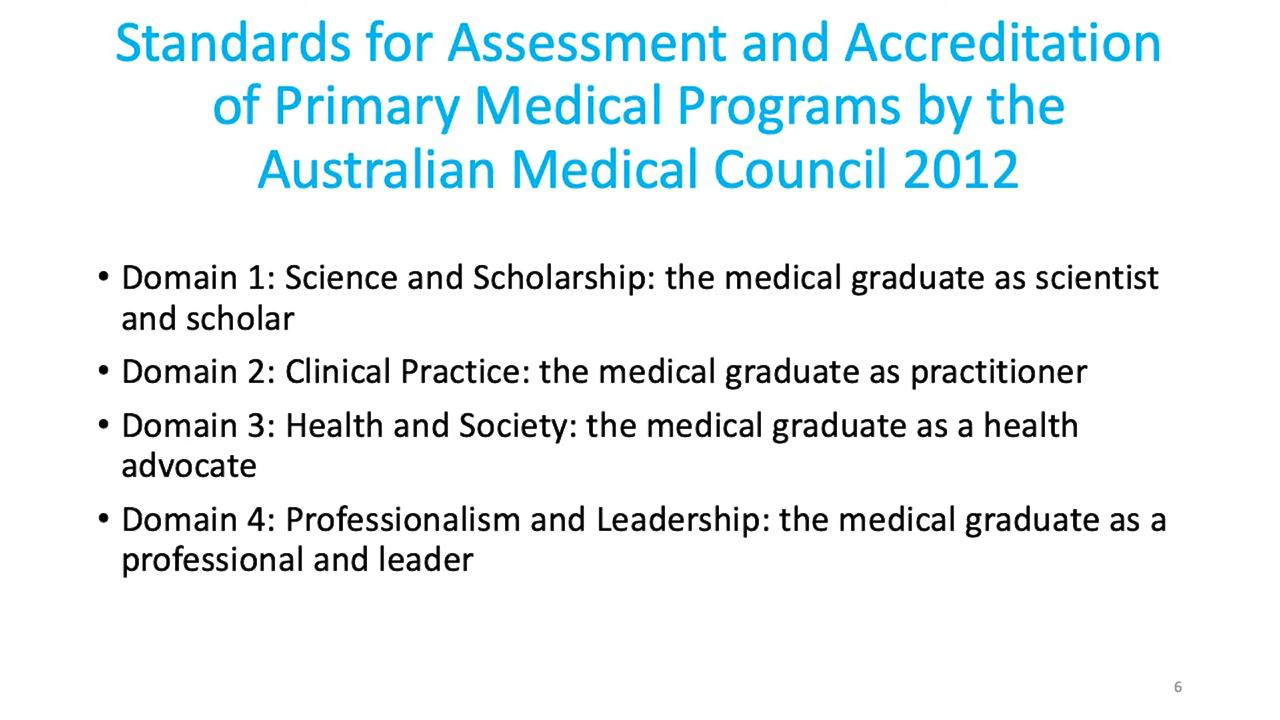 Standards for Assessment and Accreditation
of Primary Medical Programs by the
Australian Medical Council 2012
• Domain 1: Science and Scholarship: the medical graduate as scientist
and scholar
• Domain 2: Clinical Practice: the medical graduate as practitioner
• Domain 3: Health and Society: the medical graduate as a health
advocate
• Domain 4: Professionalism and Leadership: the medical graduate as a
professional and leader
6